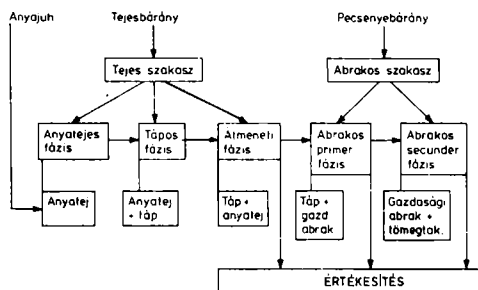 Anyajuh
Tejesbárány
Pecsenyebárány
Tejes szakasz
Abrakos szakasz
Anyatejes
fázis
Tápos
fázis
Átmeneti
fázis
Abrakos
primer
fázis
Abrakos
secunder
fázis
Anyatej
Anyatej
+ táp
Táp +
anyatej
Táp +
gazd
abrak
Gazdasági
abrak +
tömegtak.
ÉRTÉKESÍTÉS